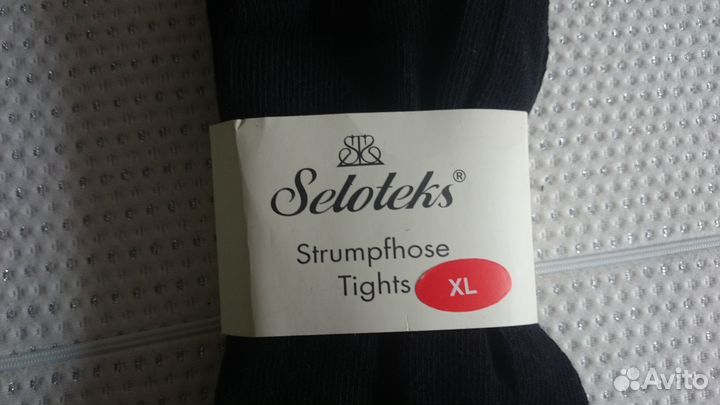 Seloteks®
Strumpfhose
Tights XL
Avito